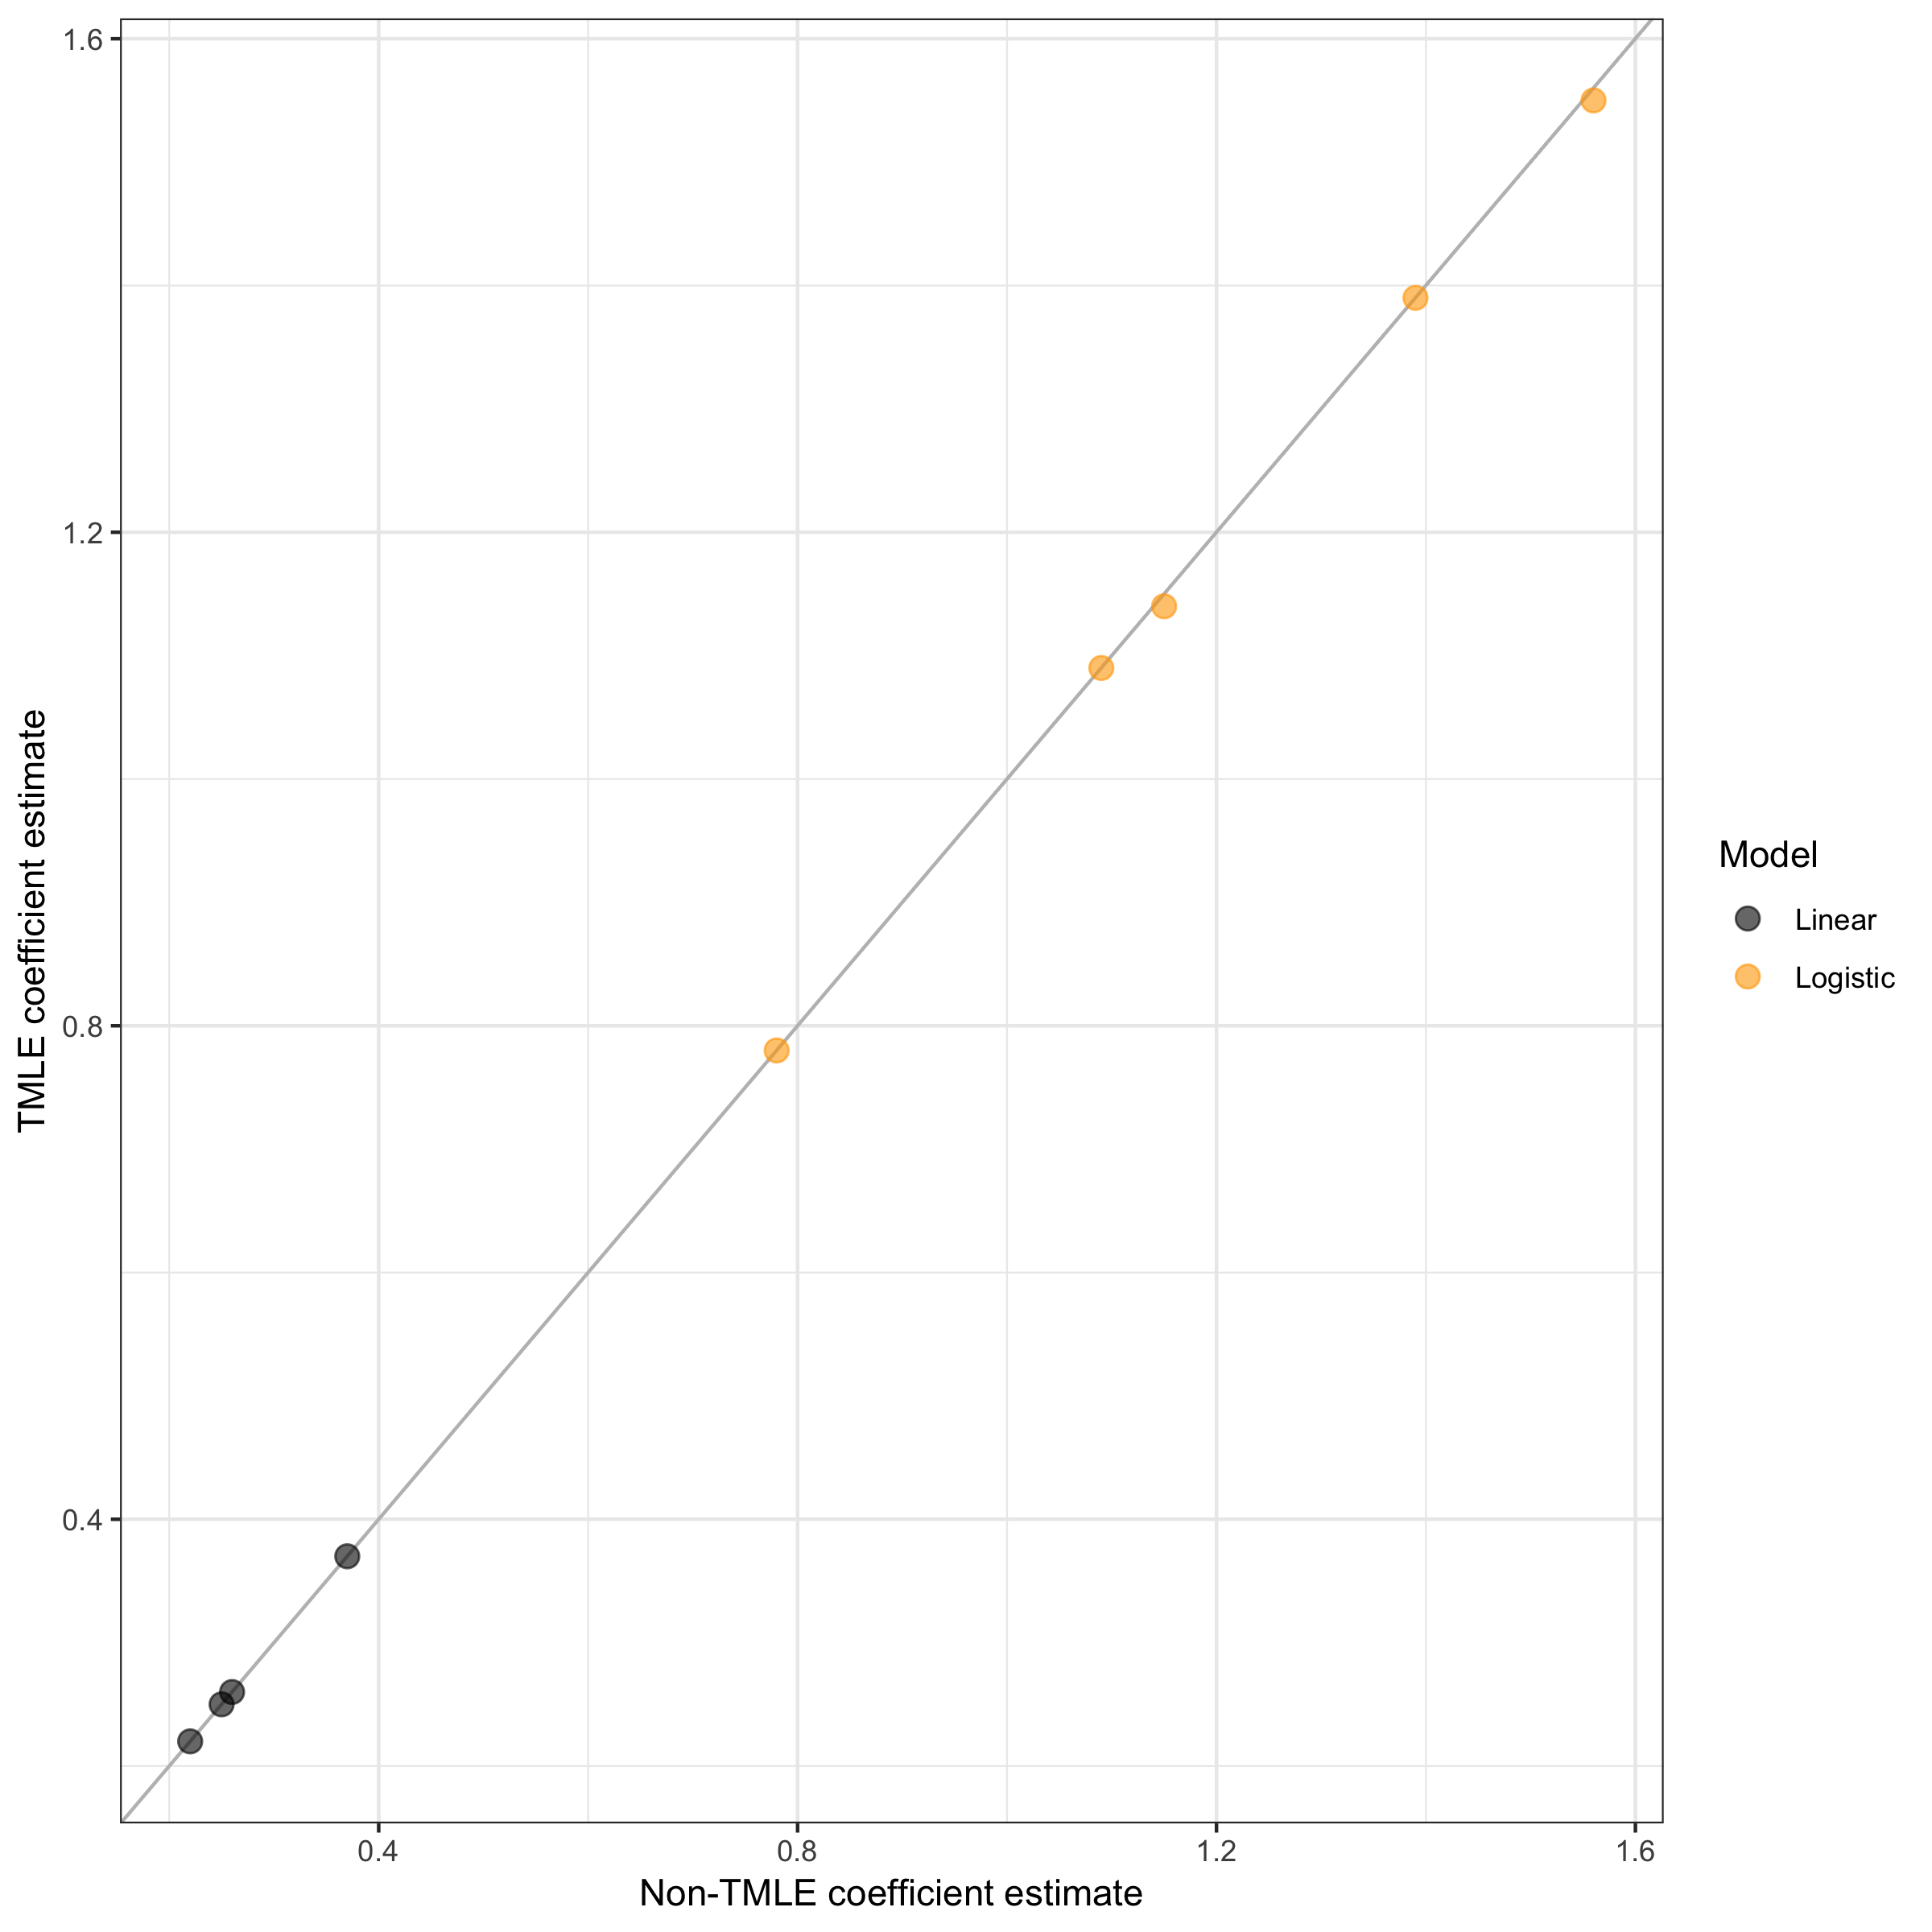 1.6
1.2
0.8
0.4
TMLE coefficient estimate
0.4
0.8
1.2
1.6
Non-TMLE coefficient estimate
Model
Linear
Logistic